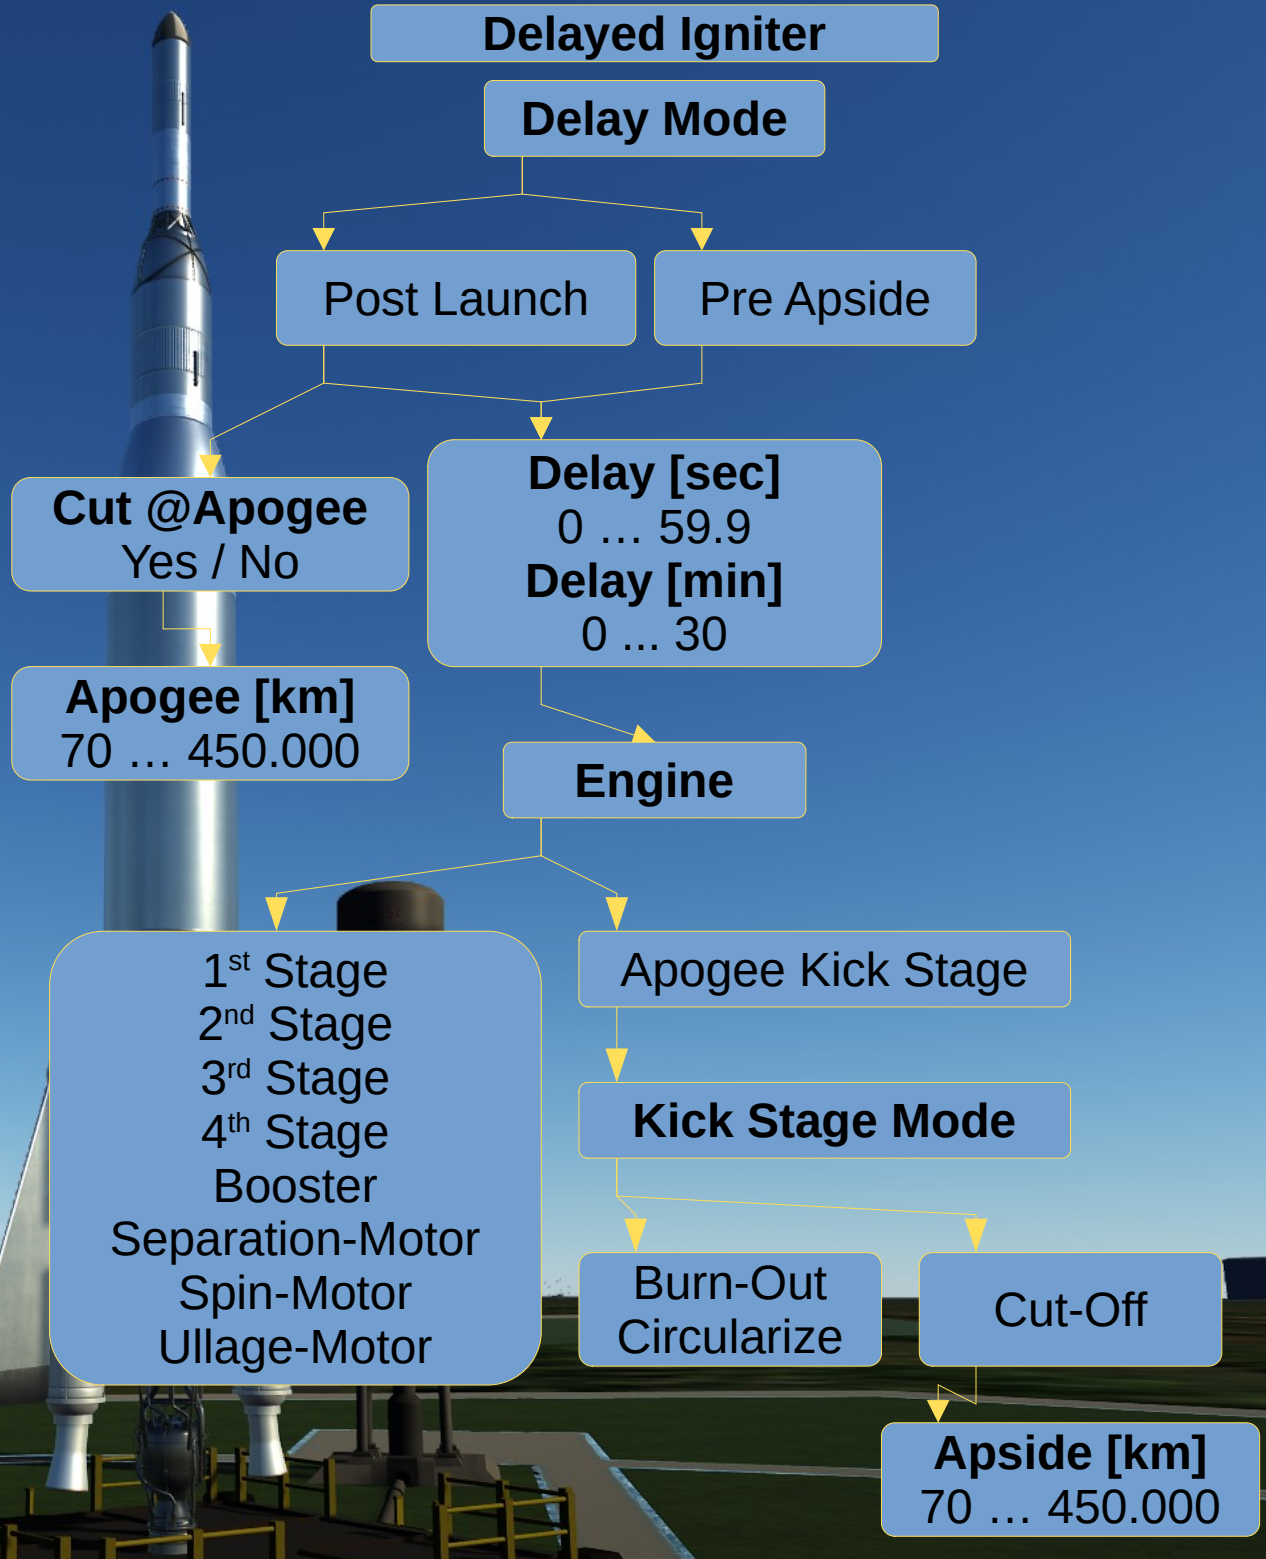 Delayed Igniter
Delay Mode
Post Launch
Pre Apside
Cut @Apogee
Yes / No
Delay [sec]
0 … 59.9
Delay [min]
0 ... 30
Apogee [km]
70 … 450.000
Engine
1st Stage
2nd Stage
3rd Stage
4th Stage
Booster
Separation-Motor
Spin-Motor
Ullage-Motor
Apogee Kick Stage
Kick Stage Mode
Burn-Out
Circularize
Cut-Off
Apside [km]
70 … 450.000